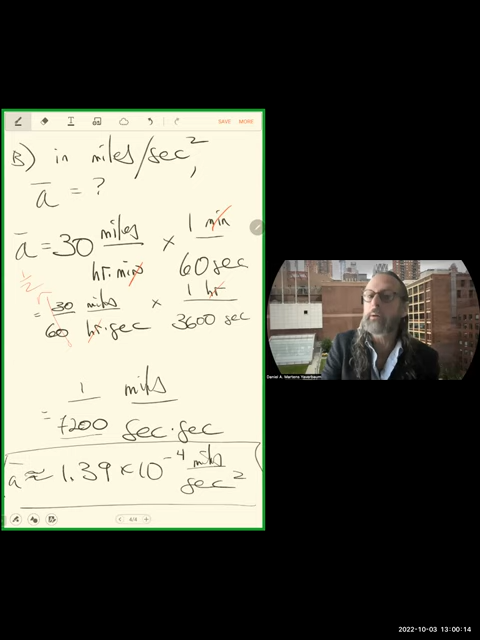 SAVE MORE
B) in miles/sec²,
a̅ = ?
a̅ = 30 miles/hr·min × 1 min/60 sec
1/2
= 30/60 miles/hr·sec × 1 hr/3600 sec
= 1/7200 miles/sec·sec
a̅ ≈ 1.39 × 10⁻⁴ miles/sec²
4/4
Daniel A. Martens Yaverbaum
2022-10-03 13:00:14